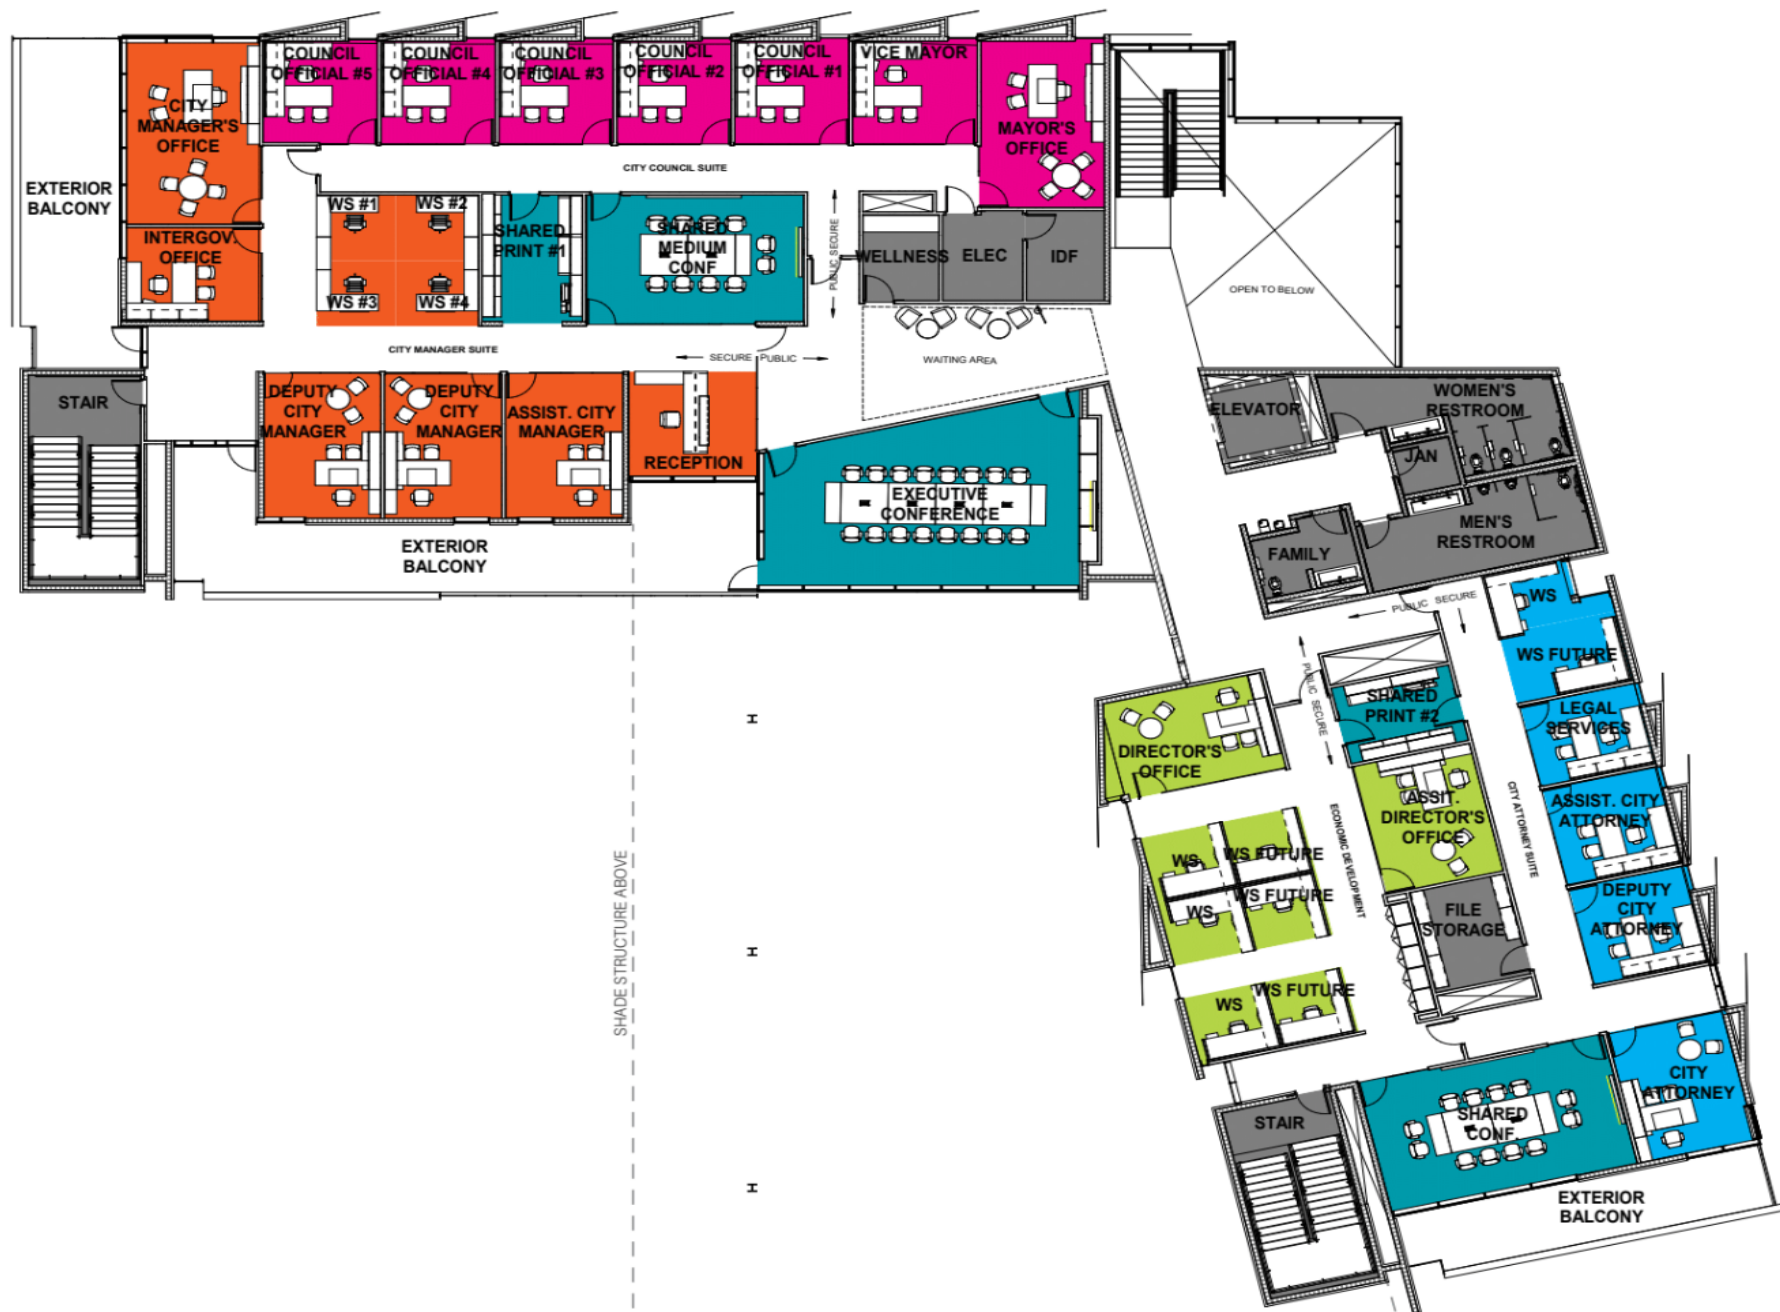 COUNCIL
OFFICIAL #5
COUNCIL
OFFICIAL #4
COUNCIL
OFFICIAL #3
COUNCIL
OFFICIAL #2
COUNCIL
OFFICIAL #1
VICE MAYOR
CITY
MANAGER'S
OFFICE
MAYOR'S
OFFICE
CITY COUNCIL SUITE
EXTERIOR
BALCONY
WS #1
WS #2
INTERGOV.
OFFICE
SHARED
PRINT #1
SHARED
MEDIUM
CONF
PUBLIC SECURE
WELLNESS
ELEC
IDF
WS #3
WS #4
OPEN TO BELOW
CITY MANAGER SUITE
SECURE PUBLIC
WAITING AREA
STAIR
DEPUTY
CITY
MANAGER
DEPUTY
CITY
MANAGER
ASSIST. CITY
MANAGER
RECEPTION
ELEVATOR
WOMEN'S
RESTROOM
JAN
EXECUTIVE
CONFERENCE
MEN'S
RESTROOM
EXTERIOR
BALCONY
FAMILY
PUBLIC SECURE
WS
WS FUTURE
PUBLIC SECURE
SHARED
PRINT #2
LEGAL
SERVICES
DIRECTOR'S
OFFICE
ASSIT.
DIRECTOR'S
OFFICE
ASSIST. CITY
ATTORNEY
ECONOMIC DEVELOPMENT
CITY ATTORNEY SUITE
WS
WS FUTURE
WS
WS FUTURE
FILE
STORAGE
DEPUTY
CITY
ATTORNEY
SHADE STRUCTURE ABOVE
H
H
H
WS
WS FUTURE
CITY
ATTORNEY
STAIR
SHARED
CONF.
EXTERIOR
BALCONY